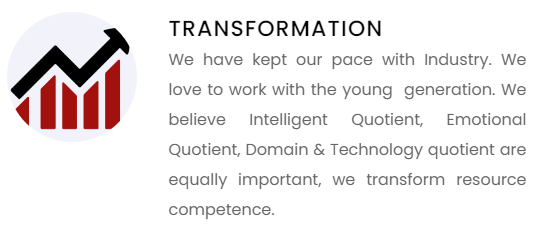 TRANSFORMATION
We have kept our pace with Industry. We
love to work with the young generation. We
believe Intelligent Quotient, Emotional
Quotient, Domain & Technology quotient are
equally important, we transform resource
competence.